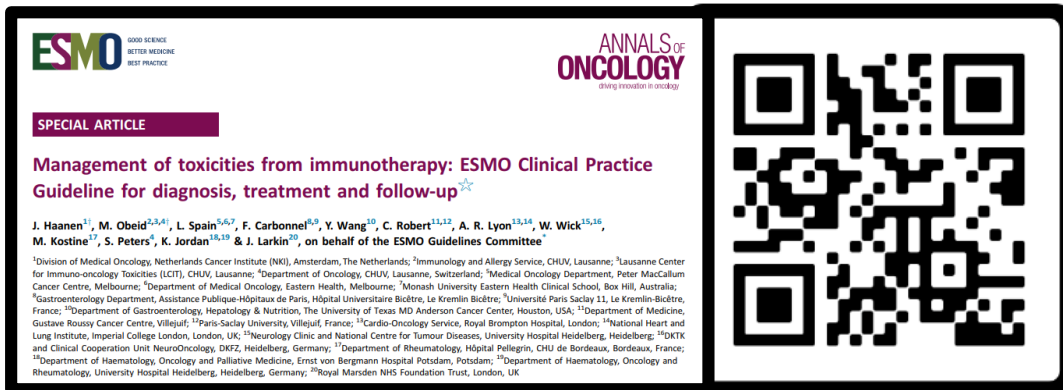 ESMO
GOOD SCIENCE
BETTER MEDICINE
BEST PRACTICE
ANNALS OF
ONCOLOGY
driving innovation in oncology
SPECIAL ARTICLE
Management of toxicities from immunotherapy: ESMO Clinical Practice
Guideline for diagnosis, treatment and follow-up☆
J. Haanen1†, M. Obeid2,3,4†, L. Spain5,6,7, F. Carbonnel8,9, Y. Wang10, C. Robert11,12, A. R. Lyon13,14, W. Wick15,16,
M. Kostine17, S. Peters4, K. Jordan18,19 & J. Larkin20, on behalf of the ESMO Guidelines Committee*
1Division of Medical Oncology, Netherlands Cancer Institute (NKI), Amsterdam, The Netherlands; 2Immunology and Allergy Service, CHUV, Lausanne; 3Lausanne Center
for Immuno-oncology Toxicities (LCIT), CHUV, Lausanne; 4Department of Oncology, CHUV, Lausanne, Switzerland; 5Medical Oncology Department, Peter MacCallum
Cancer Centre, Melbourne; 6Department of Medical Oncology, Eastern Health, Melbourne; 7Monash University Eastern Health Clinical School, Box Hill, Australia;
8Gastroenterology Department, Assistance Publique-Hôpitaux de Paris, Hôpital Universitaire Bicêtre, Le Kremlin Bicêtre; 9Université Paris Saclay 11, Le Kremlin-Bicêtre,
France; 10Department of Gastroenterology, Hepatology & Nutrition, The University of Texas MD Anderson Cancer Center, Houston, USA; 11Department of Medicine,
Gustave Roussy Cancer Centre, Villejuif; 12Paris-Saclay University, Villejuif, France; 13Cardio-Oncology Service, Royal Brompton Hospital, London; 14National Heart and
Lung Institute, Imperial College London, London, UK; 15Neurology Clinic and National Centre for Tumour Diseases, University Hospital Heidelberg, Heidelberg; 16DKTK
and Clinical Cooperation Unit NeuroOncology, DKFZ, Heidelberg, Germany; 17Department of Rheumatology, Hôpital Pellegrin, CHU de Bordeaux, Bordeaux, France;
18Department of Haematology, Oncology and Palliative Medicine, Ernst von Bergmann Hospital Potsdam, Potsdam; 19Department of Haematology, Oncology and
Rheumatology, University Hospital Heidelberg, Heidelberg, Germany; 20Royal Marsden NHS Foundation Trust, London, UK